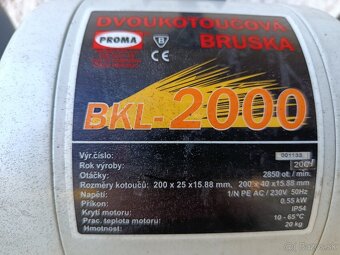 DVOUKOTOUČOVÁ
BRUSKA
PROMA
B CE
BKL-2000
Výr.číslo: 001133
Rok výroby: 200
Otáčky: 2850 ot. / min.
Rozměry kotoučů: 200 x 25 x15.88 mm, 200 x 40 x15.88 mm
Napětí: 1/N PE AC / 230V 50Hz
Příkon: 0,55 kW
Krytí motoru: IP54
Prac. teplota motoru: 10 - 65°C
Hmotnost: 20 kg